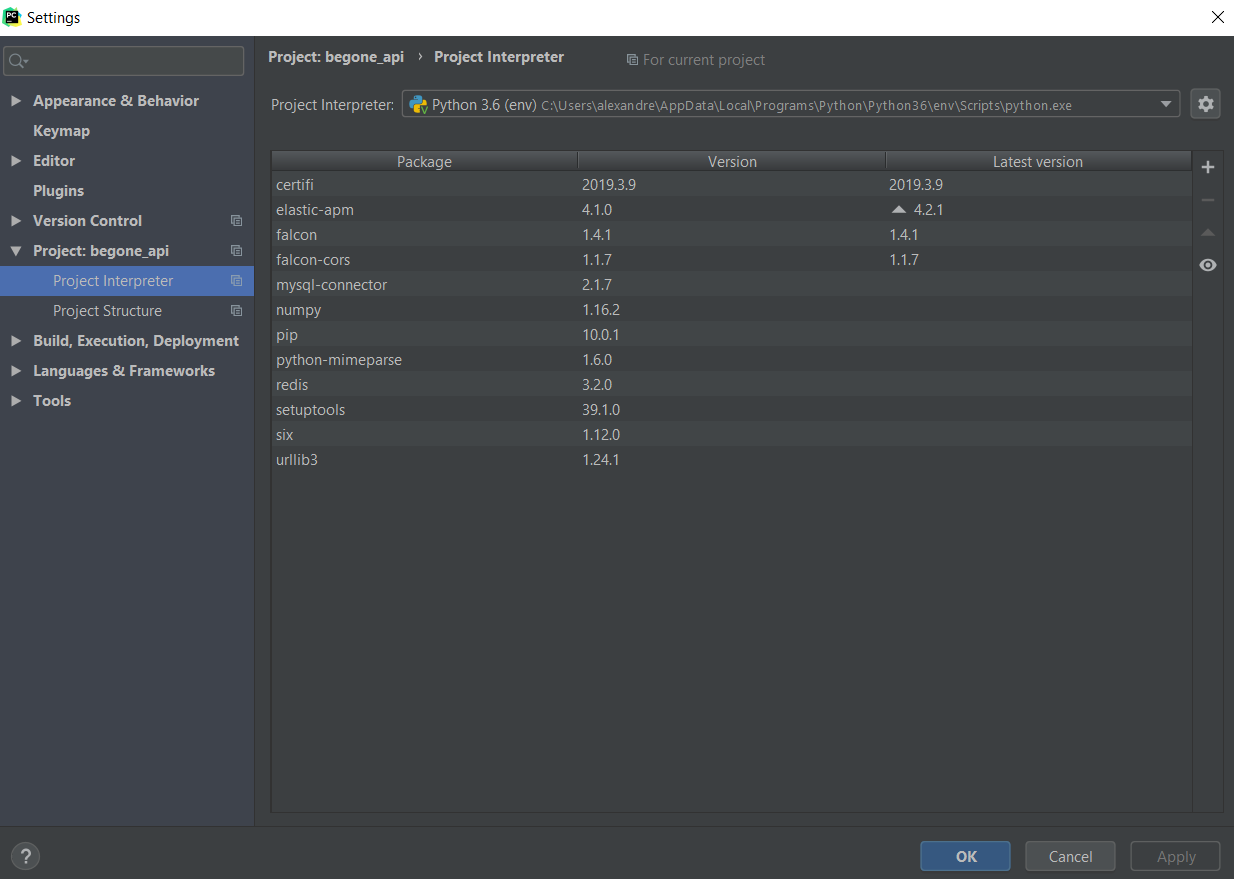 Settings
Project: begone_api › Project Interpreter For current project
Appearance & Behavior
Keymap
Editor
Plugins
Version Control
Project: begone_api
Project Interpreter
Project Structure
Build, Execution, Deployment
Languages & Frameworks
Tools
Project Interpreter: Python 3.6 (env) C:\Users\alexandre\AppData\Local\Programs\Python\Python36\env\Scripts\python.exe
Package Version Latest version
certifi 2019.3.9 2019.3.9
elastic-apm 4.1.0 4.2.1
falcon 1.4.1 1.4.1
falcon-cors 1.1.7 1.1.7
mysql-connector 2.1.7
numpy 1.16.2
pip 10.0.1
python-mimeparse 1.6.0
redis 3.2.0
setuptools 39.1.0
six 1.12.0
urllib3 1.24.1
? OK Cancel Apply